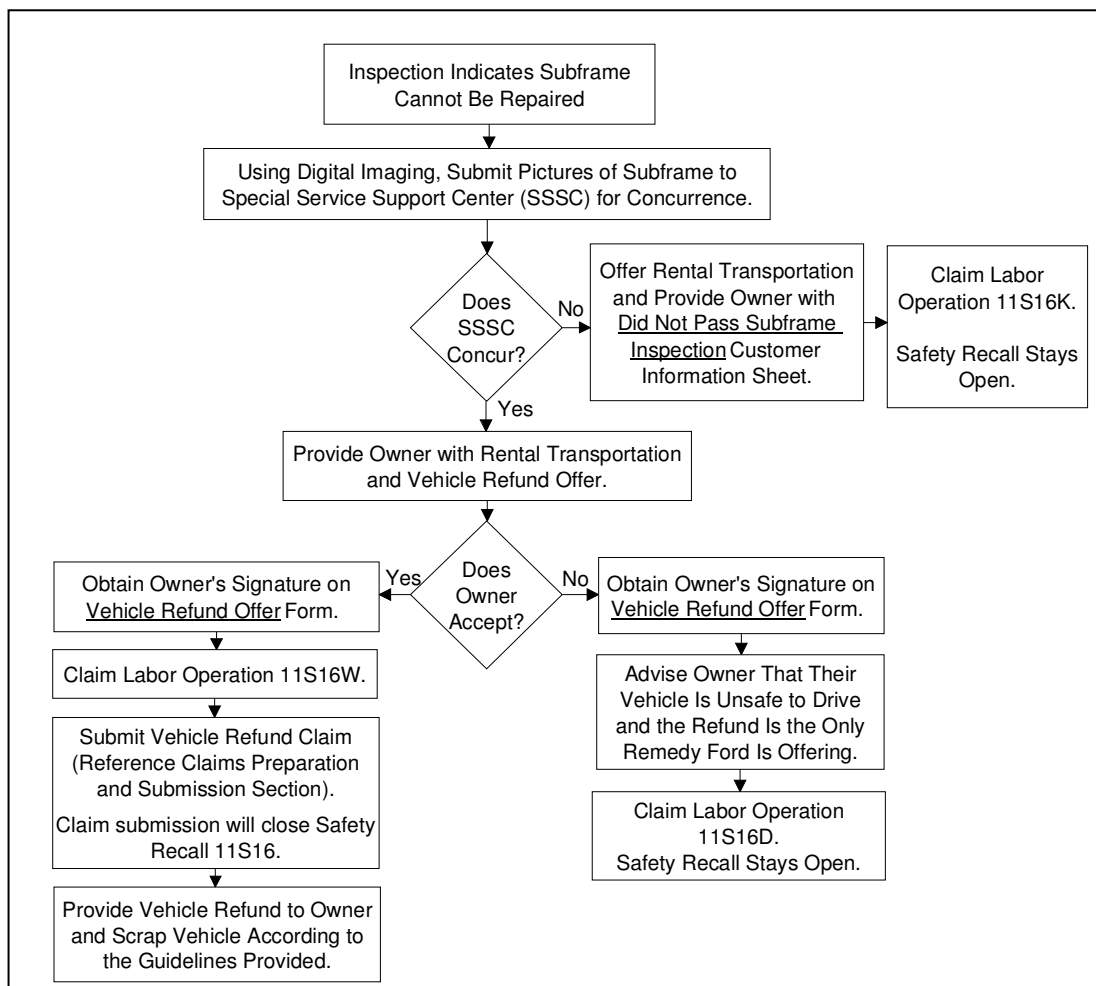 Inspection Indicates Subframe
Cannot Be Repaired
Using Digital Imaging, Submit Pictures of Subframe to
Special Service Support Center (SSSC) for Concurrence.
Does
SSSC
Concur?
No
Offer Rental Transportation
and Provide Owner with
Did Not Pass Subframe
Inspection Customer
Information Sheet.
Claim Labor
Operation 11S16K.
Safety Recall Stays
Open.
Yes
Provide Owner with Rental Transportation
and Vehicle Refund Offer.
Does
Owner
Accept?
Yes
No
Obtain Owner's Signature on
Vehicle Refund Offer Form.
Claim Labor Operation 11S16W.
Submit Vehicle Refund Claim
(Reference Claims Preparation
and Submission Section).
Claim submission will close Safety
Recall 11S16.
Provide Vehicle Refund to Owner
and Scrap Vehicle According to
the Guidelines Provided.
Obtain Owner's Signature on
Vehicle Refund Offer Form.
Advise Owner That Their
Vehicle Is Unsafe to Drive
and the Refund Is the Only
Remedy Ford Is Offering.
Claim Labor Operation
11S16D.
Safety Recall Stays Open.